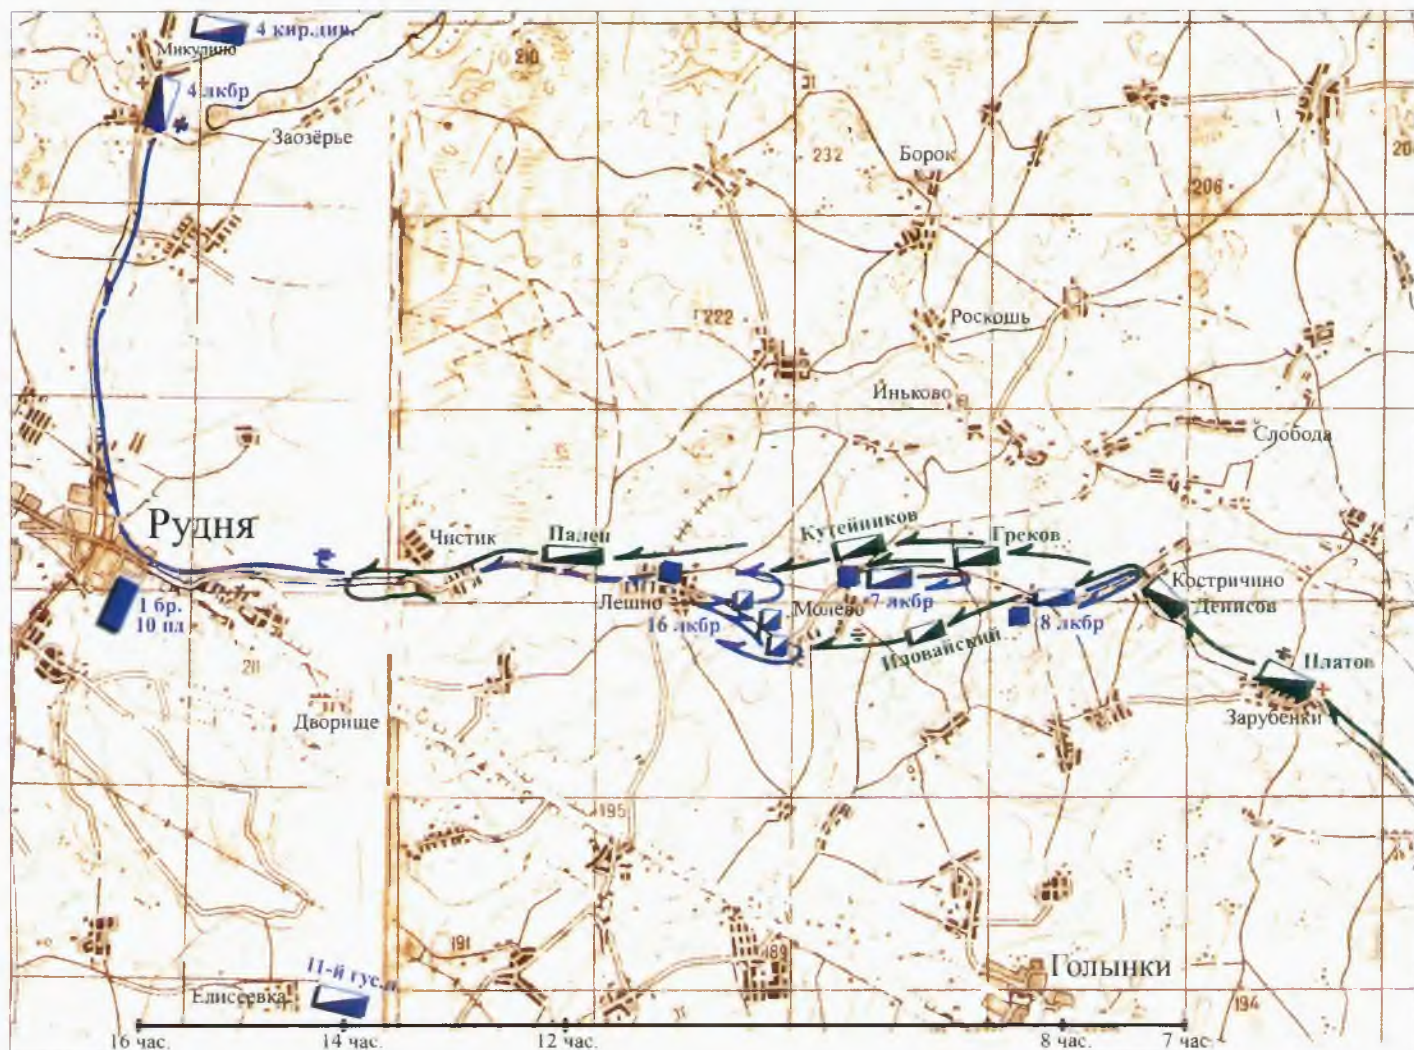 4 кир.див.
Микулино
4 лкбр
Заозёрье
210
232
Борок
206
222
Роскошь
Иньково
Слобода
Рудня
Чистик
Пален
Кутейников
Греков
Костричино
Денисов
Лешно
16 лкбр
Молево
7 лкбр
8 лкбр
Иловайский
Платов
Зарубенки
1 бр.
10 пд
211
Дворище
195
191
189
Голынки
194
11-й гус.п
Елиссевка
16 час.
14 час.
12 час.
8 час.
7 час.